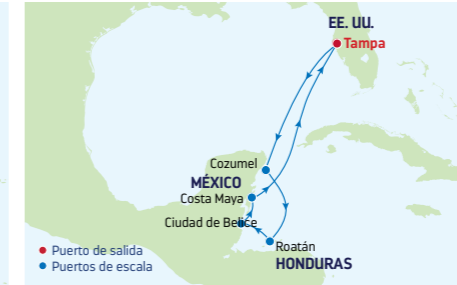 EE. UU.
Tampa
Cozumel
MÉXICO
Costa Maya
Ciudad de Belice
Roatán
HONDURAS
Puerto de salida
Puertos de escala